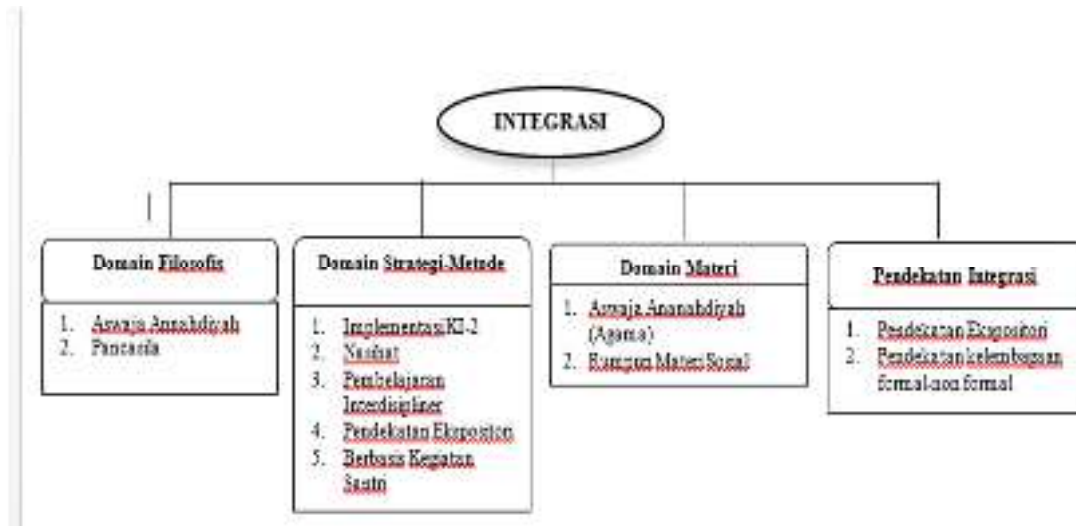 INTEGRASI
Domain Filosofis
1. Aswaja Annahdiyah
2. Pancasila
Domain Strategi-Metode
1. Implementasi KI-2
2. Nasihat
3. Pembelajaran
Interdisipliner
4. Pendekatan Ekspositori
5. Berbasis Kegiatan
Santri
Domain Materi
1. Aswaja Ananahdiyah
(Agama)
2. Rumpun Materi Sosial
Pendekatan Integrasi
1. Pendekatan Ekspositori
2. Pendekatan kelembagaan
formal-non formal